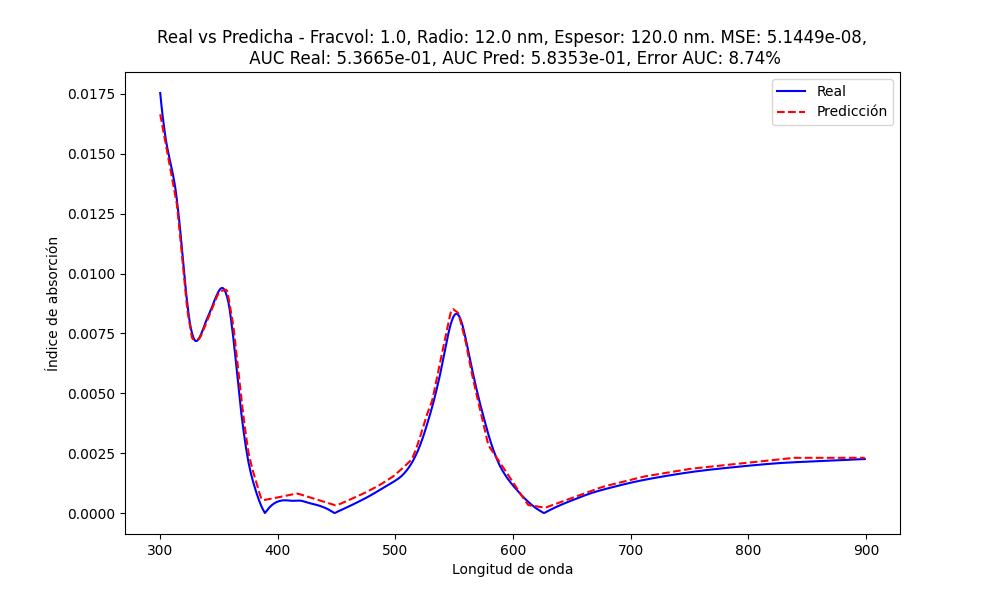 Real vs Predicha - Fracvol: 1.0, Radio: 12.0 nm, Espesor: 120.0 nm. MSE: 5.1449e-08,
AUC Real: 5.3665e-01, AUC Pred: 5.8353e-01, Error AUC: 8.74%
Real
Predicción
Índice de absorción
0.0175
0.0150
0.0125
0.0100
0.0075
0.0050
0.0025
0.0000
300 400 500 600 700 800 900
Longitud de onda